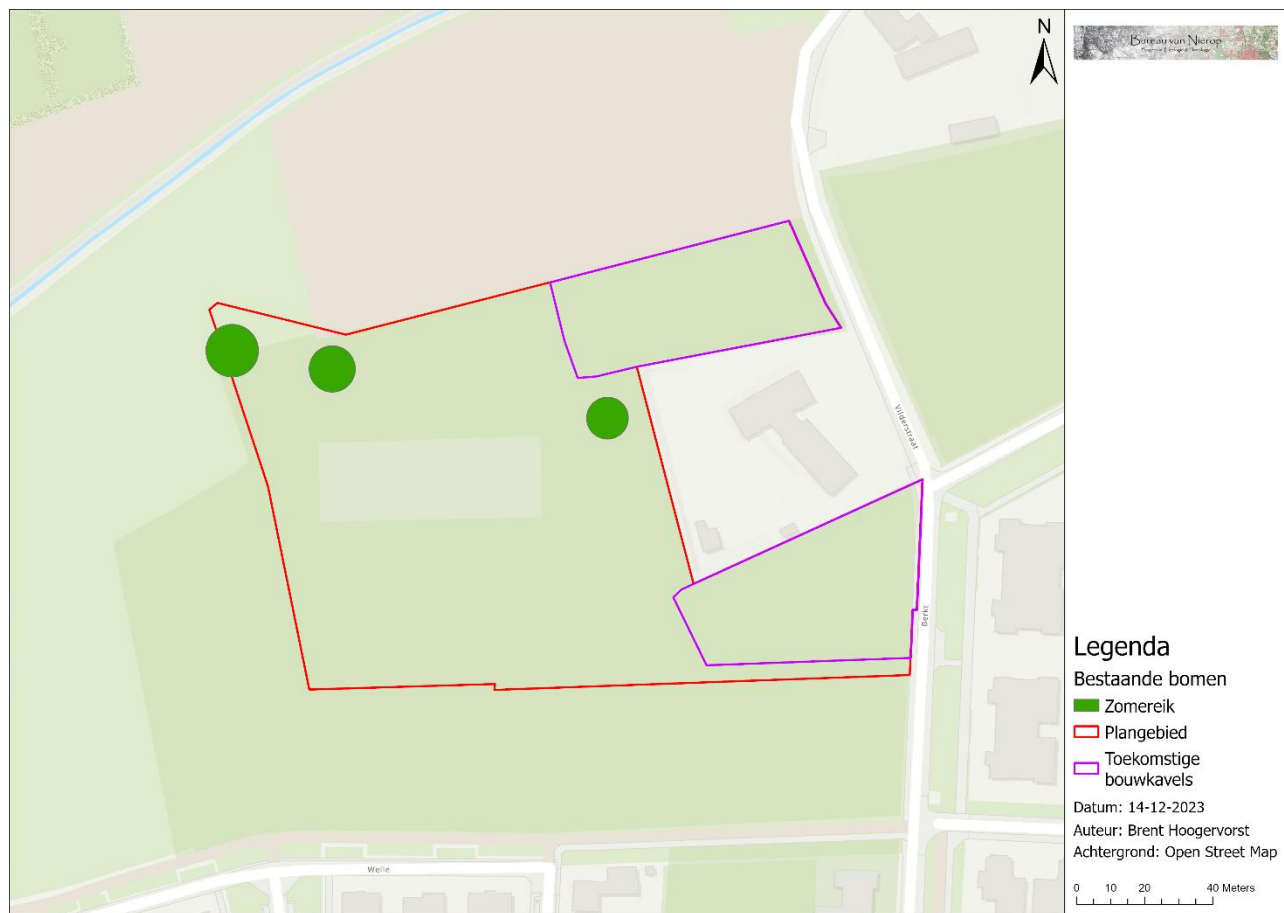 N
Bureau van Nierop
Vilderstraat
Berkt
Welle
Legenda
Bestaande bomen
Zomereik
Plangebied
Toekomstige
bouwkavels
Datum: 14-12-2023
Auteur: Brent Hoogervorst
Achtergrond: Open Street Map
0 10 20 40 Meters